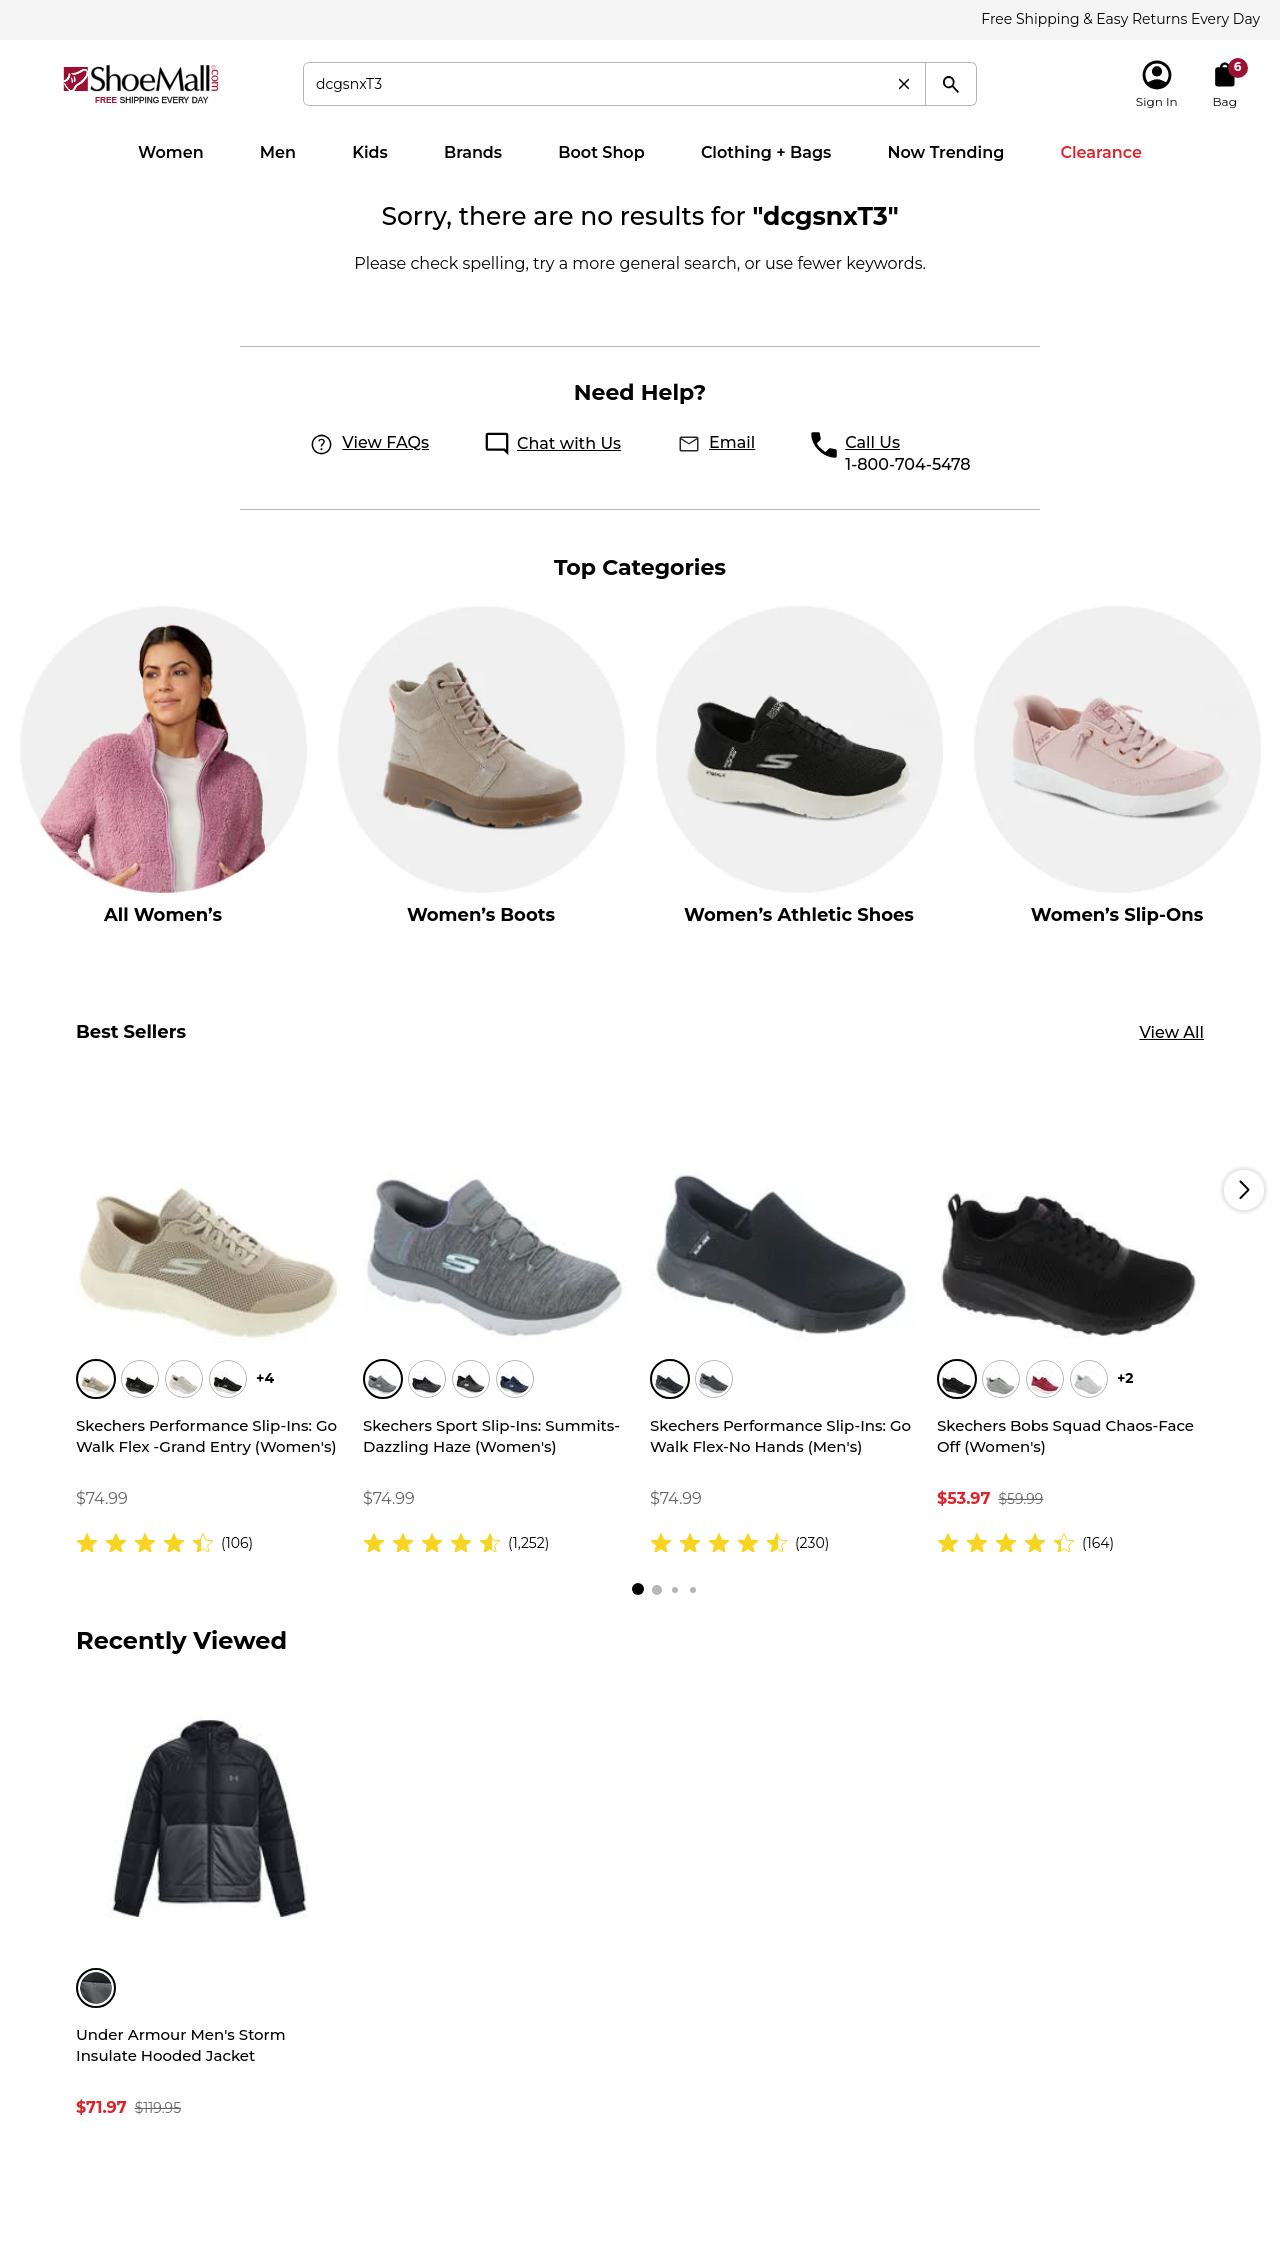 Free Shipping & Easy Returns Every Day
ShoeMall.com
FREE SHIPPING EVERY DAY
dcgsnxT3
6
Sign In
Bag
Women
Men
Kids
Brands
Boot Shop
Clothing + Bags
Now Trending
Clearance
Sorry, there are no results for "dcgsnxT3"
Please check spelling, try a more general search, or use fewer keywords.
Need Help?
View FAQs
Chat with Us
Email
Call Us
1-800-704-5478
Top Categories
All Women’s
Women’s Boots
Women’s Athletic Shoes
Women’s Slip-Ons
Best Sellers
View All
+4
Skechers Performance Slip-Ins: Go
Walk Flex -Grand Entry (Women's)
$74.99
(106)
Skechers Sport Slip-Ins: Summits-
Dazzling Haze (Women's)
$74.99
(1,252)
Skechers Performance Slip-Ins: Go
Walk Flex-No Hands (Men's)
$74.99
(230)
+2
Skechers Bobs Squad Chaos-Face
Off (Women's)
$53.97 $59.99
(164)
Recently Viewed
Under Armour Men's Storm
Insulate Hooded Jacket
$71.97 $119.95